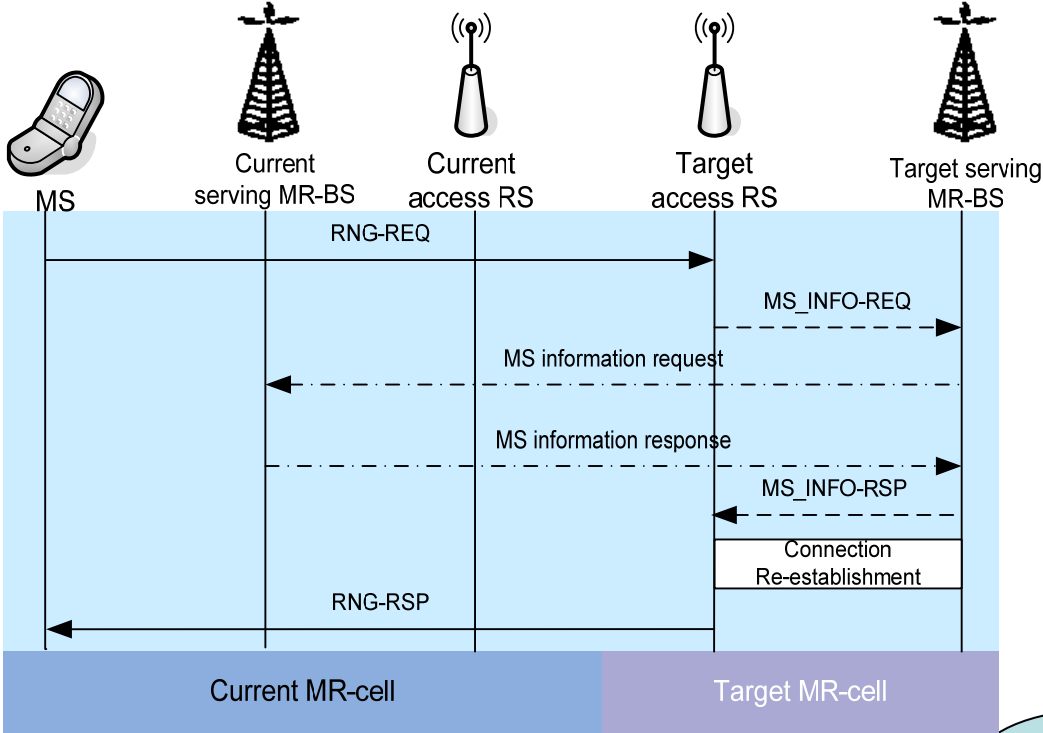 MS
Current
serving MR-BS
Current
access RS
Target
access RS
Target serving
MR-BS
RNG-REQ
MS_INFO-REQ
MS information request
MS information response
MS_INFO-RSP
Connection
Re-establishment
RNG-RSP
Current MR-cell
Target MR-cell